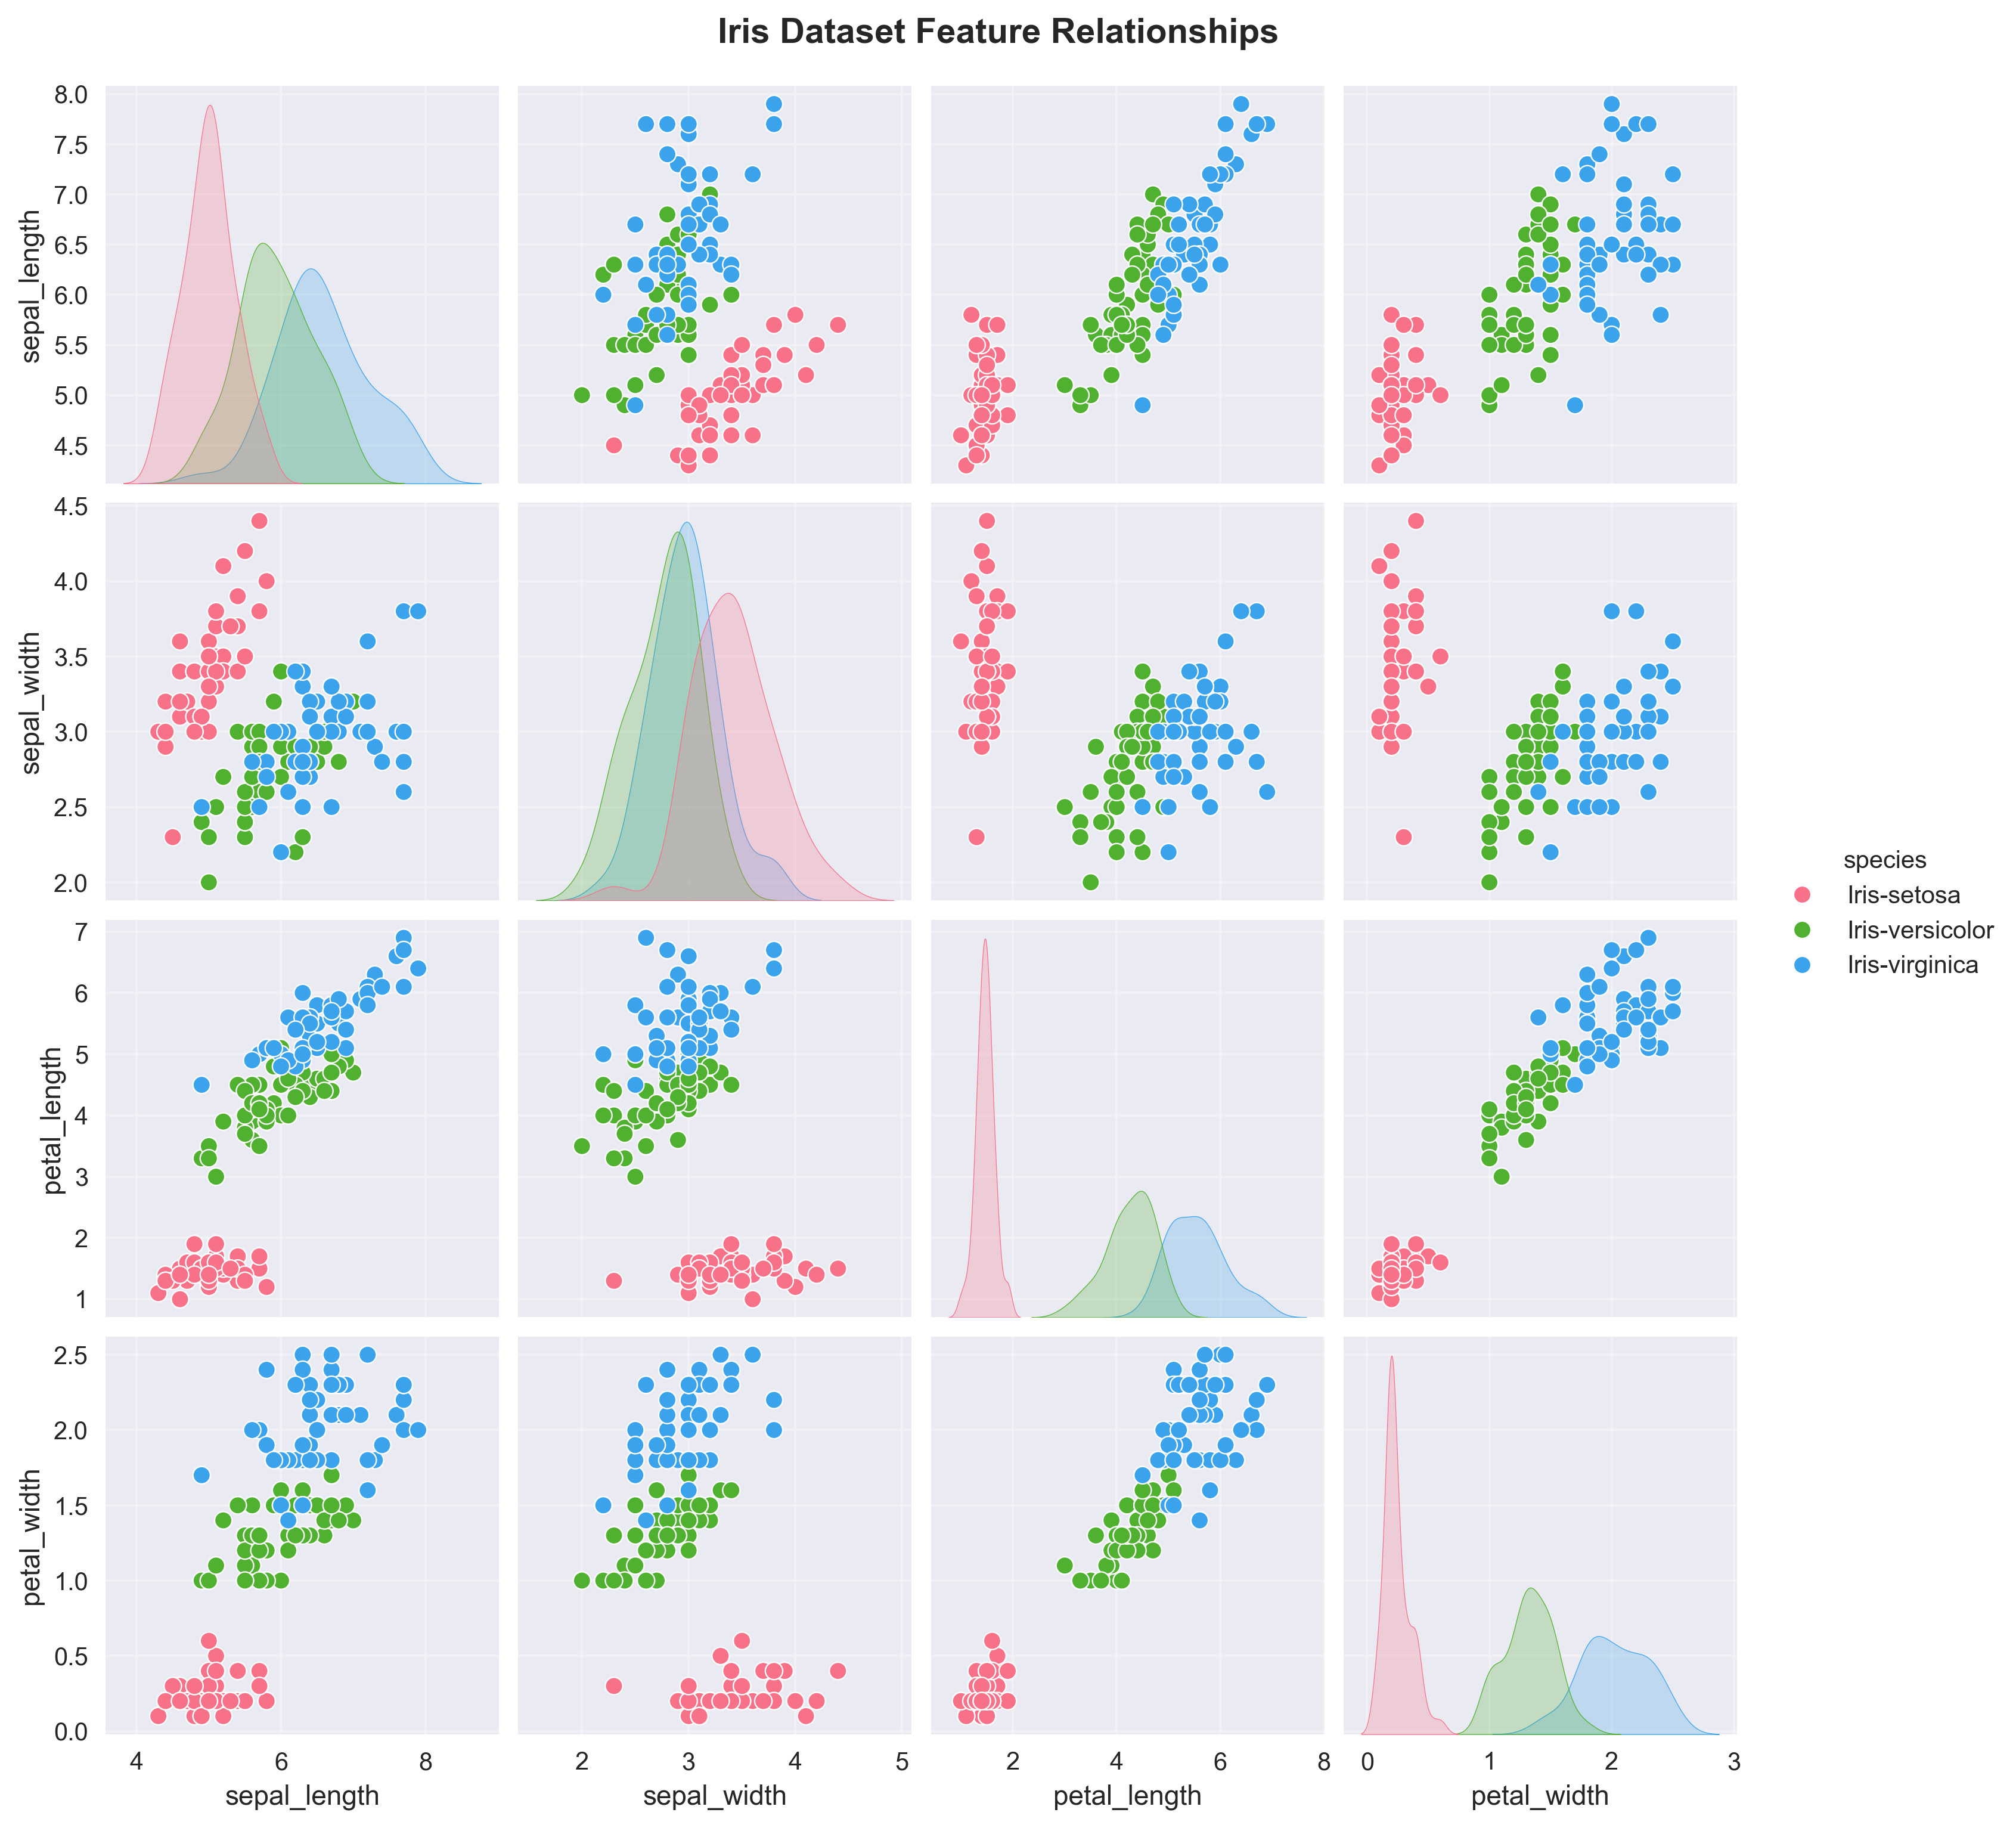 Iris Dataset Feature Relationships
8.0
7.5
7.0
6.5
6.0
5.5
5.0
4.5
sepal_length
4.5
4.0
3.5
3.0
2.5
2.0
sepal_width
species
Iris-setosa
Iris-versicolor
Iris-virginica
7
6
5
4
3
2
1
petal_length
2.5
2.0
1.5
1.0
0.5
0.0
petal_width
4 6 8 2 3 4 5 2 4 6 8 0 1 2 3
sepal_length sepal_width petal_length petal_width